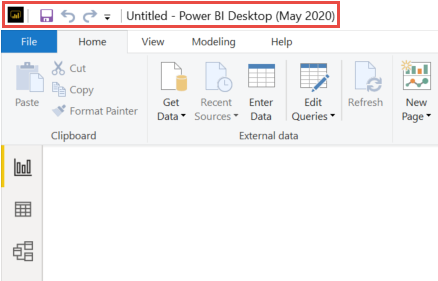 Untitled - Power BI Desktop (May 2020)
File Home View Modeling Help
Cut
Copy
Format Painter
Paste
Get Data
Recent Sources
Enter Data
Edit Queries
Refresh
New Page
Clipboard
External data